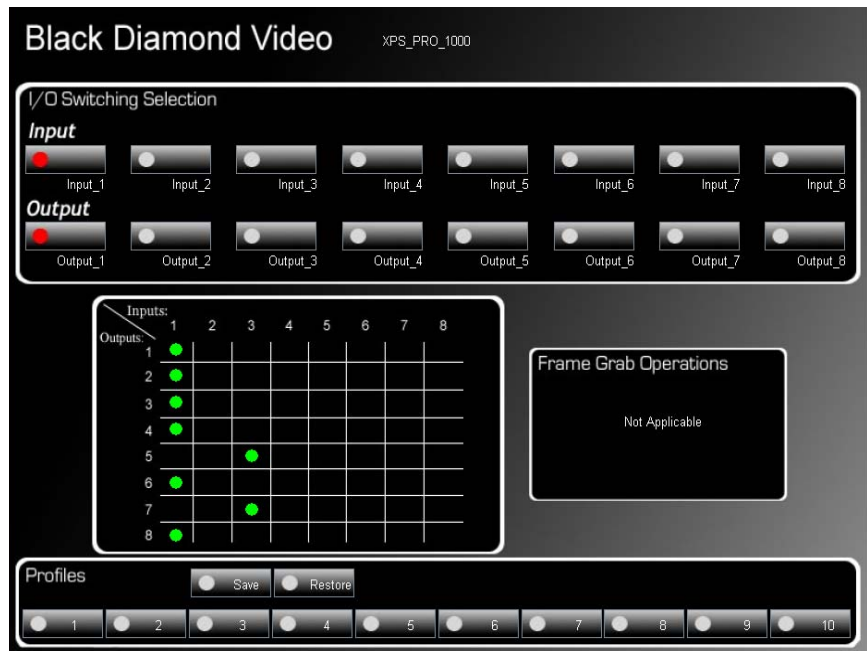 Black Diamond Video XPS_PRO_1000
I/O Switching Selection
Input
Input_1 Input_2 Input_3 Input_4 Input_5 Input_6 Input_7 Input_8
Output
Output_1 Output_2 Output_3 Output_4 Output_5 Output_6 Output_7 Output_8
Inputs:
1 2 3 4 5 6 7 8
Outputs:
1
2
3
4
5
6
7
8
Frame Grab Operations
Not Applicable
Profiles Save Restore
1 2 3 4 5 6 7 8 9 10